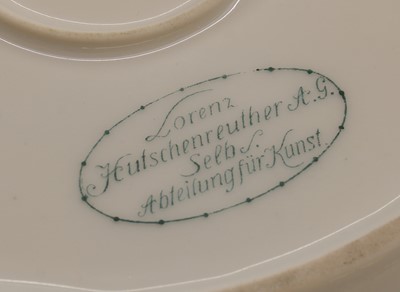 Lorenz
Hutschenreuther A.G.
Selb
Abteilung für Kunst